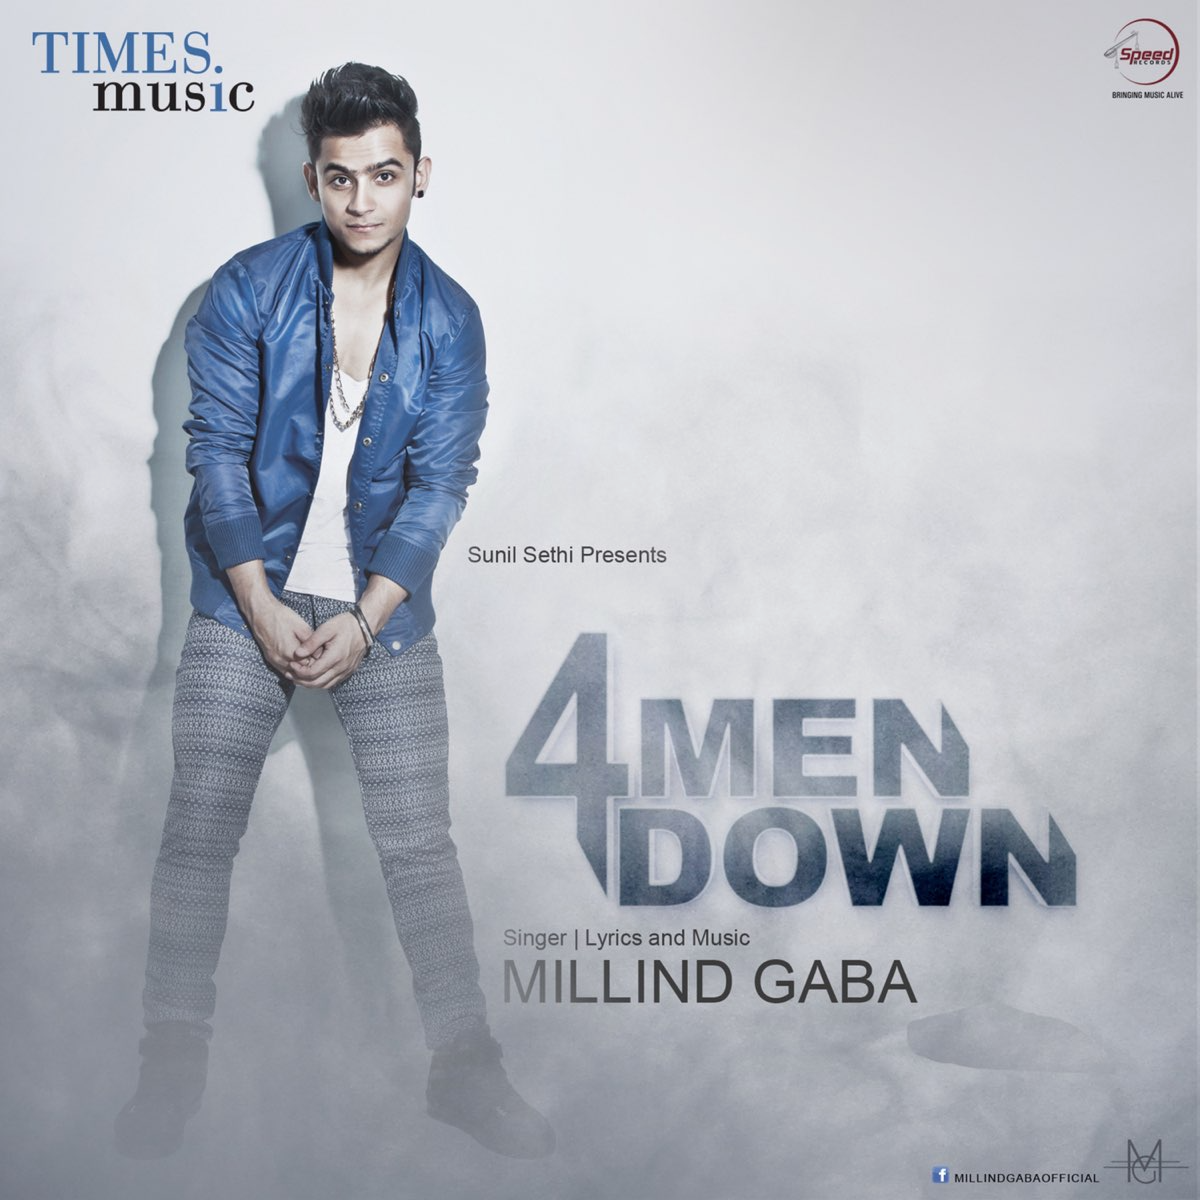 TIMES.
music
Speed
RECORDS
BRINGING MUSIC ALIVE
Sunil Sethi Presents
4 MEN
DOWN
Singer | Lyrics and Music
MILLIND GABA
f MILLINDGABAOFFICIAL
MG